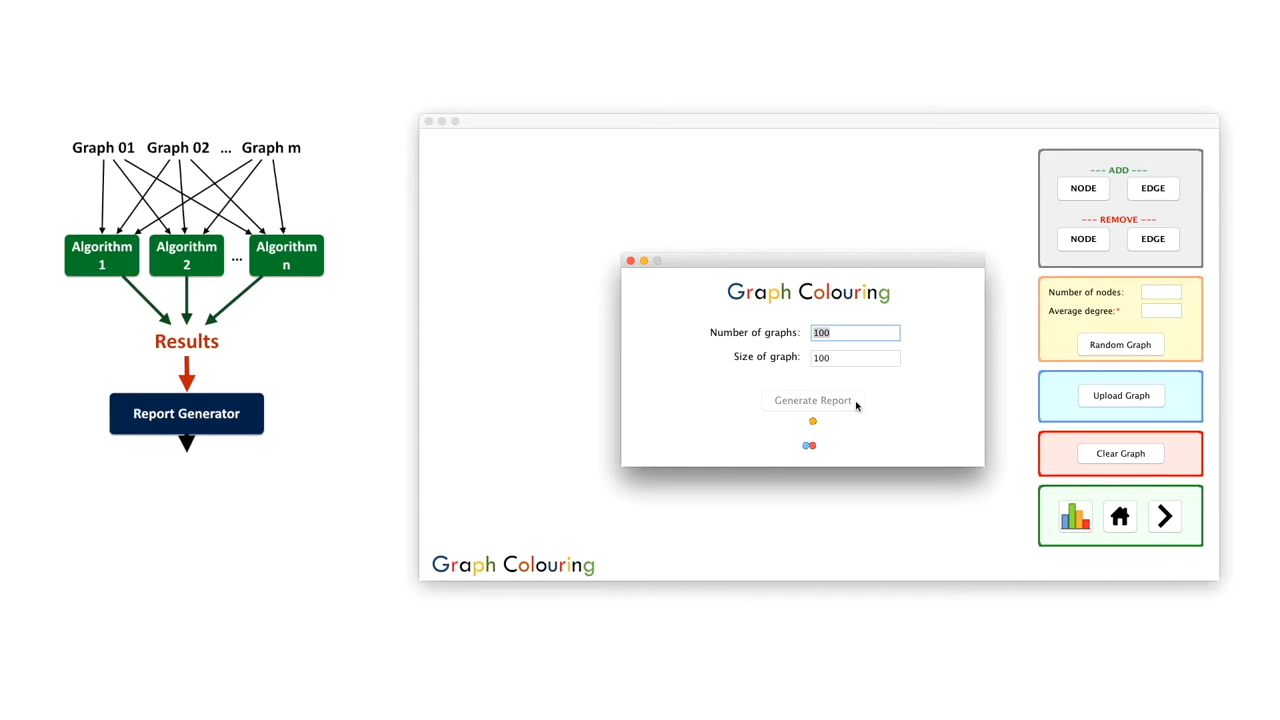 Graph 01 Graph 02 ... Graph m
Algorithm 1
Algorithm 2
...
Algorithm n
Results
Report Generator
Graph Colouring
Number of graphs: 100
Size of graph: 100
Generate Report
--- ADD ---
NODE EDGE
--- REMOVE ---
NODE EDGE
Number of nodes:
Average degree:*
Random Graph
Upload Graph
Clear Graph
Graph Colouring